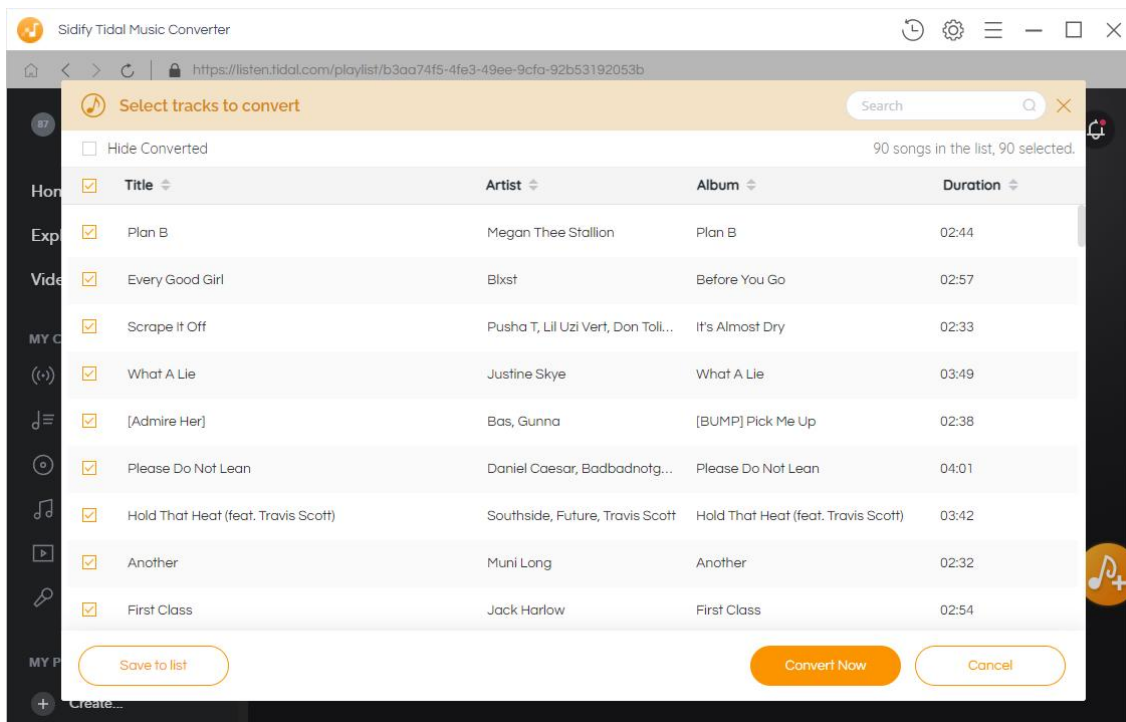 Sidify Tidal Music Converter
https://listen.tidal.com/playlist/b3aa74f5-4fe3-49ee-9cfa-92b53192053b
Select tracks to convert Search
87
Hide Converted 90 songs in the list, 90 selected.
Title Artist Album Duration
Hon
Plan B Megan Thee Stallion Plan B 02:44
Expl
Every Good Girl Blxst Before You Go 02:57
Vide
Scrape It Off Pusha T, Lil Uzi Vert, Don Toli... It's Almost Dry 02:33
MY C
What A Lie Justine Skye What A Lie 03:49
[Admire Her] Bas, Gunna [BUMP] Pick Me Up 02:38
Please Do Not Lean Daniel Caesar, Badbadnotg... Please Do Not Lean 04:01
Hold That Heat (feat. Travis Scott) Southside, Future, Travis Scott Hold That Heat (feat. Travis Scott) 03:42
Another Muni Long Another 02:32
First Class Jack Harlow First Class 02:54
MY P
Save to list Convert Now Cancel
Create...